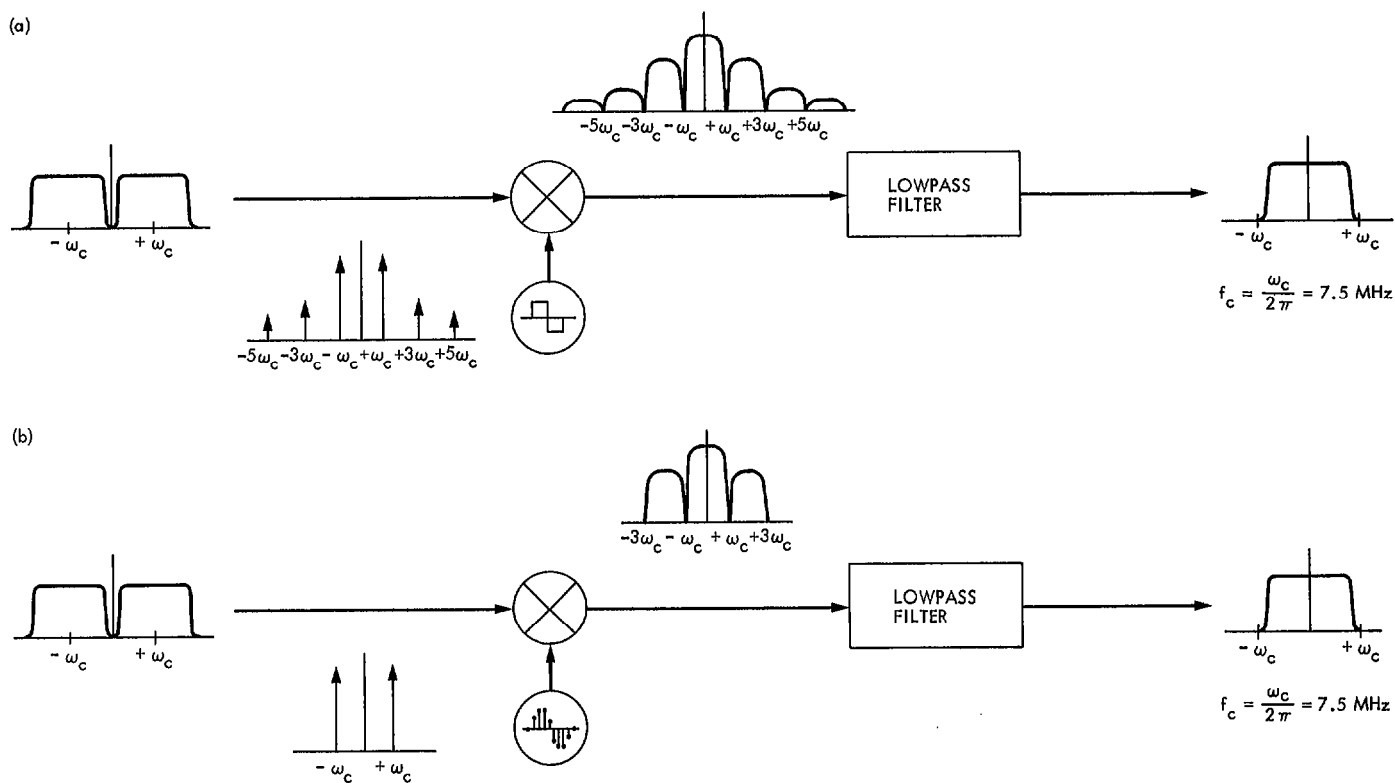 (a)
-5ω_c -3ω_c -ω_c +ω_c +3ω_c +5ω_c
LOWPASS
FILTER
-ω_c +ω_c
-ω_c +ω_c
f_c = ω_c/2π = 7.5 MHz
-5ω_c -3ω_c -ω_c +ω_c +3ω_c +5ω_c
(b)
-3ω_c -ω_c +ω_c +3ω_c
LOWPASS
FILTER
-ω_c +ω_c
-ω_c +ω_c
f_c = ω_c/2π = 7.5 MHz
-ω_c +ω_c